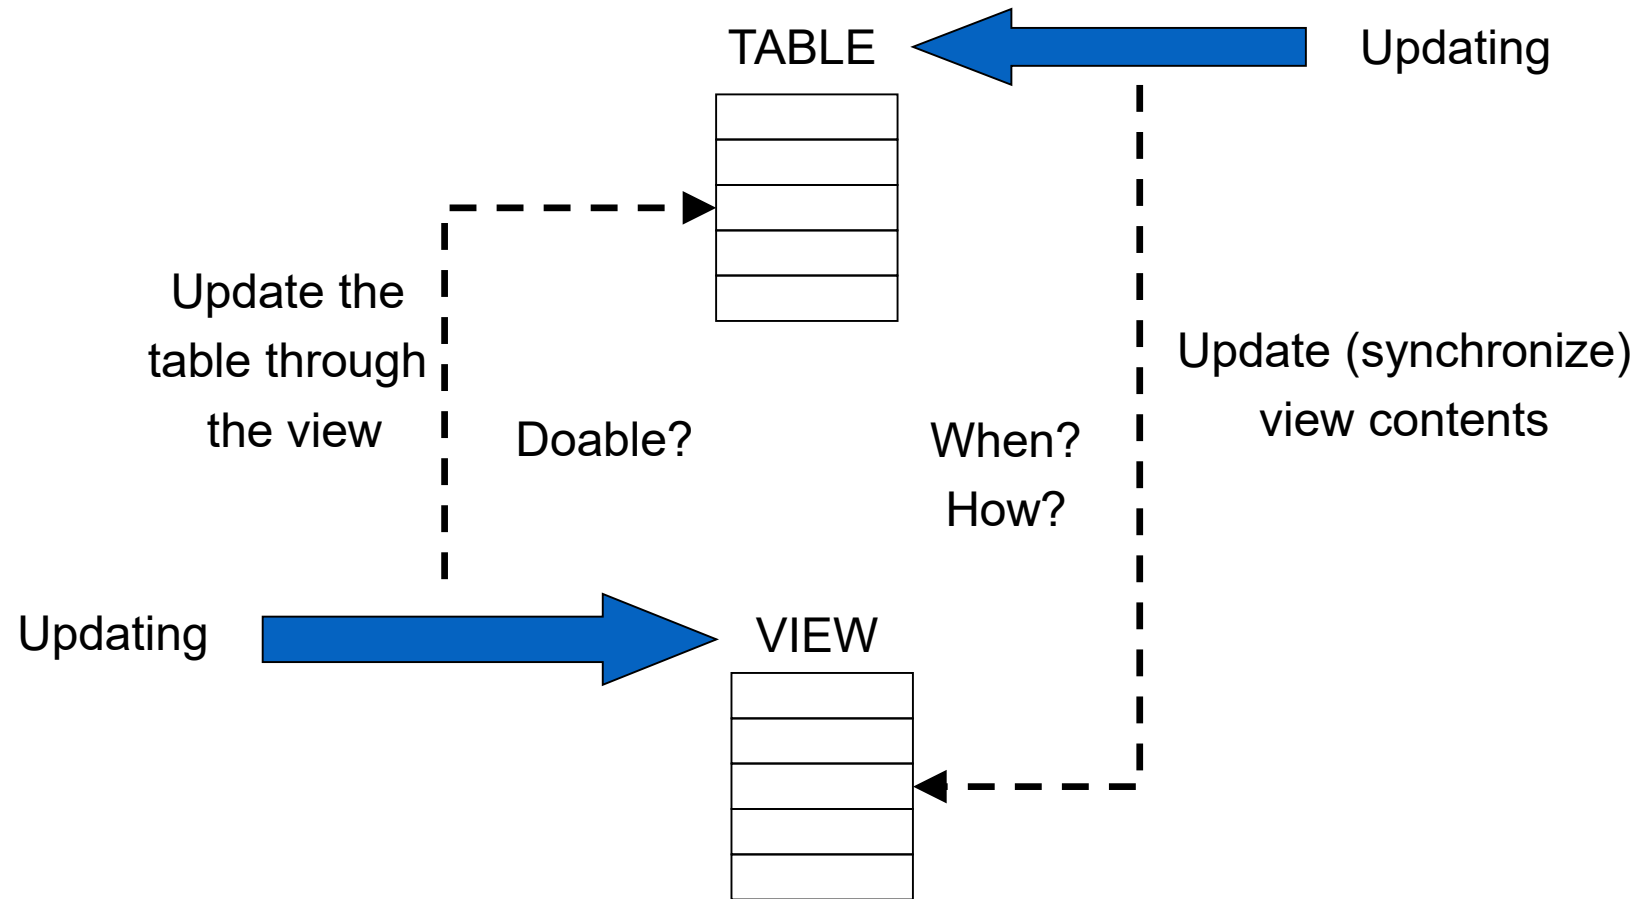 TABLE
Updating
Update the
table through
the view
Doable?
When?
How?
Update (synchronize)
view contents
Updating
VIEW